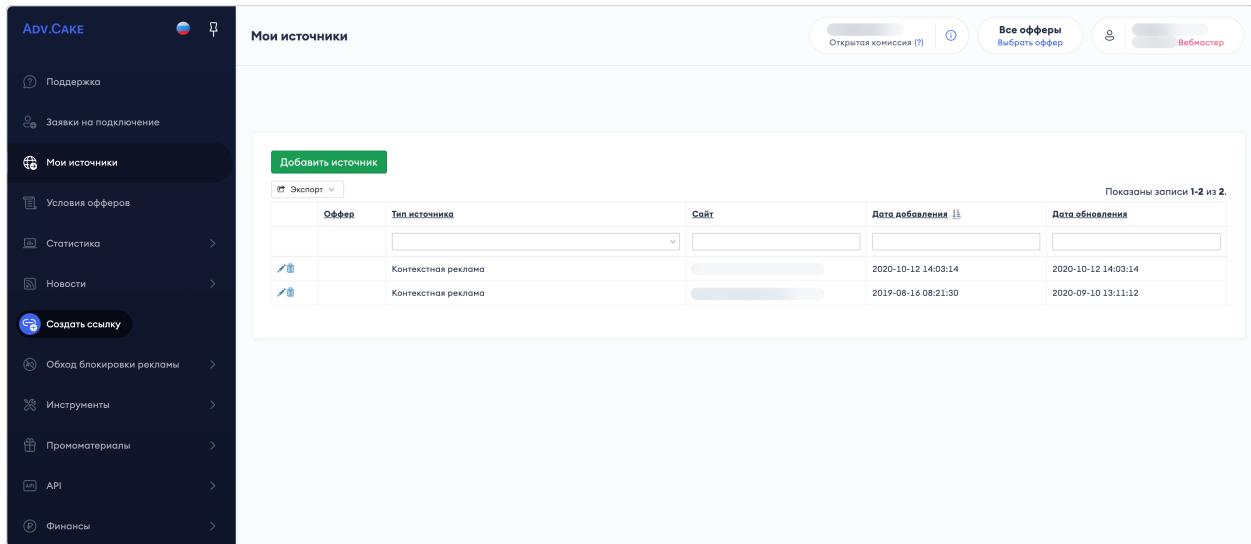 ADV.CAKE
Мои источники
Открытая комиссия (?)
Все офферы
Выбрать оффер
Вебмастер
Поддержка
Заявки на подключение
Мои источники
Условия офферов
Статистика
Новости
Создать ссылку
Обход блокировки рекламы
Инструменты
Промоматериалы
API
API
Финансы
Добавить источник
Экспорт
Показаны записи 1-2 из 2.
Оффер Тип источника Сайт Дата добавления Дата обновления
Контекстная реклама 2020-10-12 14:03:14 2020-10-12 14:03:14
Контекстная реклама 2019-08-16 08:21:30 2020-09-10 13:11:12